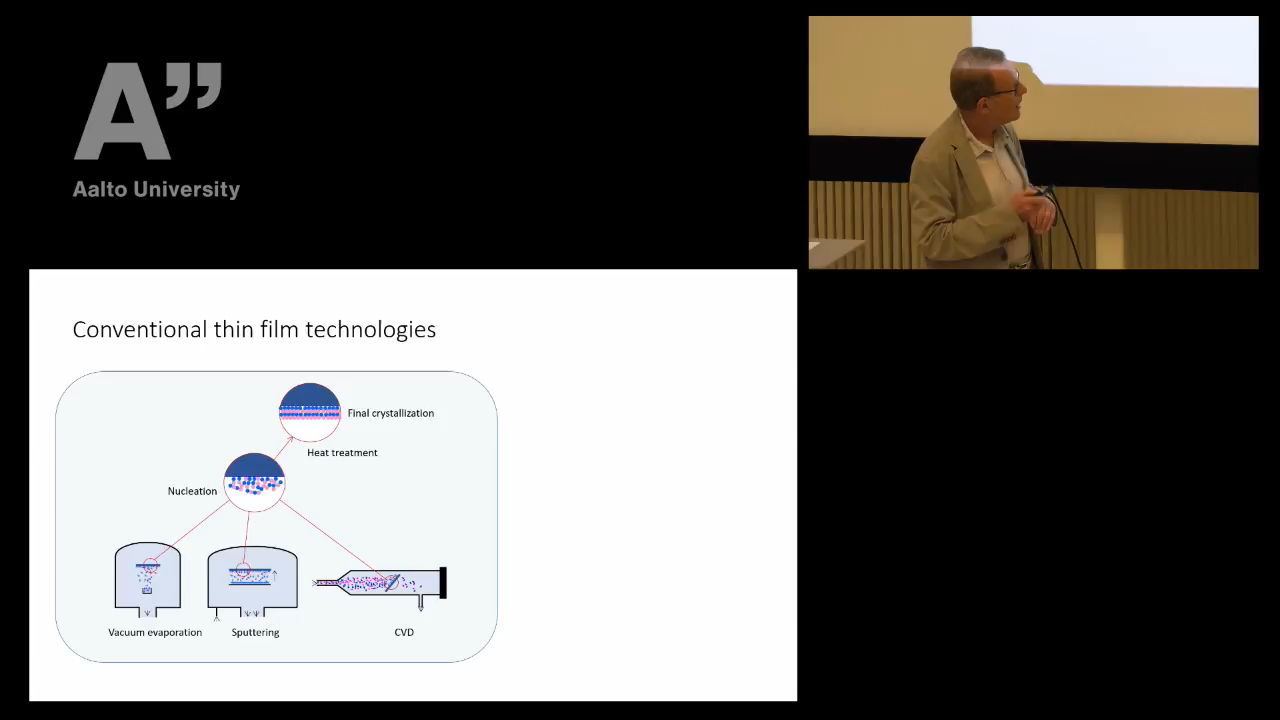 A”
Aalto University
Conventional thin film technologies
Final crystallization
Heat treatment
Nucleation
Vacuum evaporation
Sputtering
CVD